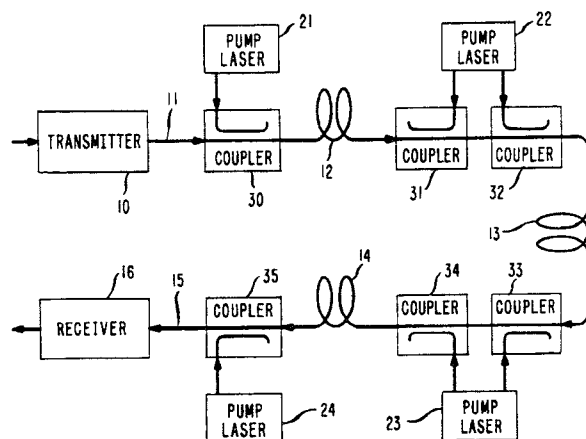 21
PUMP
LASER
22
PUMP
LASER
11
TRANSMITTER
10
COUPLER
30
12
COUPLER
31
COUPLER
32
13
16
RECEIVER
15
35
COUPLER
14
34
COUPLER
33
COUPLER
PUMP
LASER
24
23
PUMP
LASER